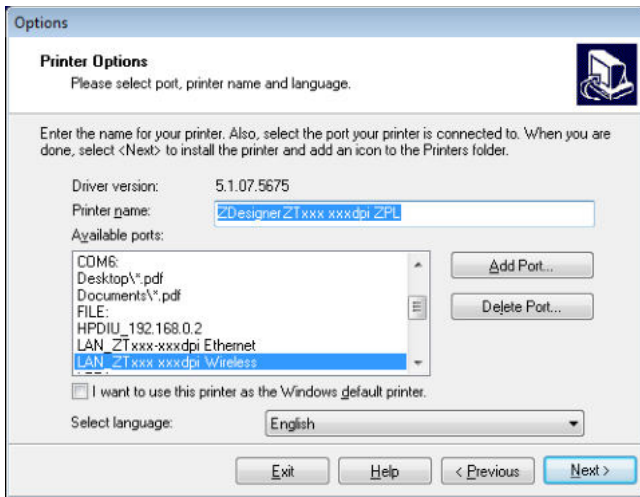 Options
Printer Options
Please select port, printer name and language.
Enter the name for your printer. Also, select the port your printer is connected to. When you are
done, select <Next> to install the printer and add an icon to the Printers folder.
Driver version: 5.1.07.5675
Printer name: ZDesignerZTxxx xxxdpi ZPL
Available ports:
COM6:
Desktop\*.pdf
Documents\*.pdf
FILE:
HPDIU_192.168.0.2
LAN_ZTxxx-xxxdpi Ethernet
LAN_ZTxxx xxxdpi Wireless
Add Port...
Delete Port...
I want to use this printer as the Windows default printer.
Select language: English
Exit Help < Previous Next >